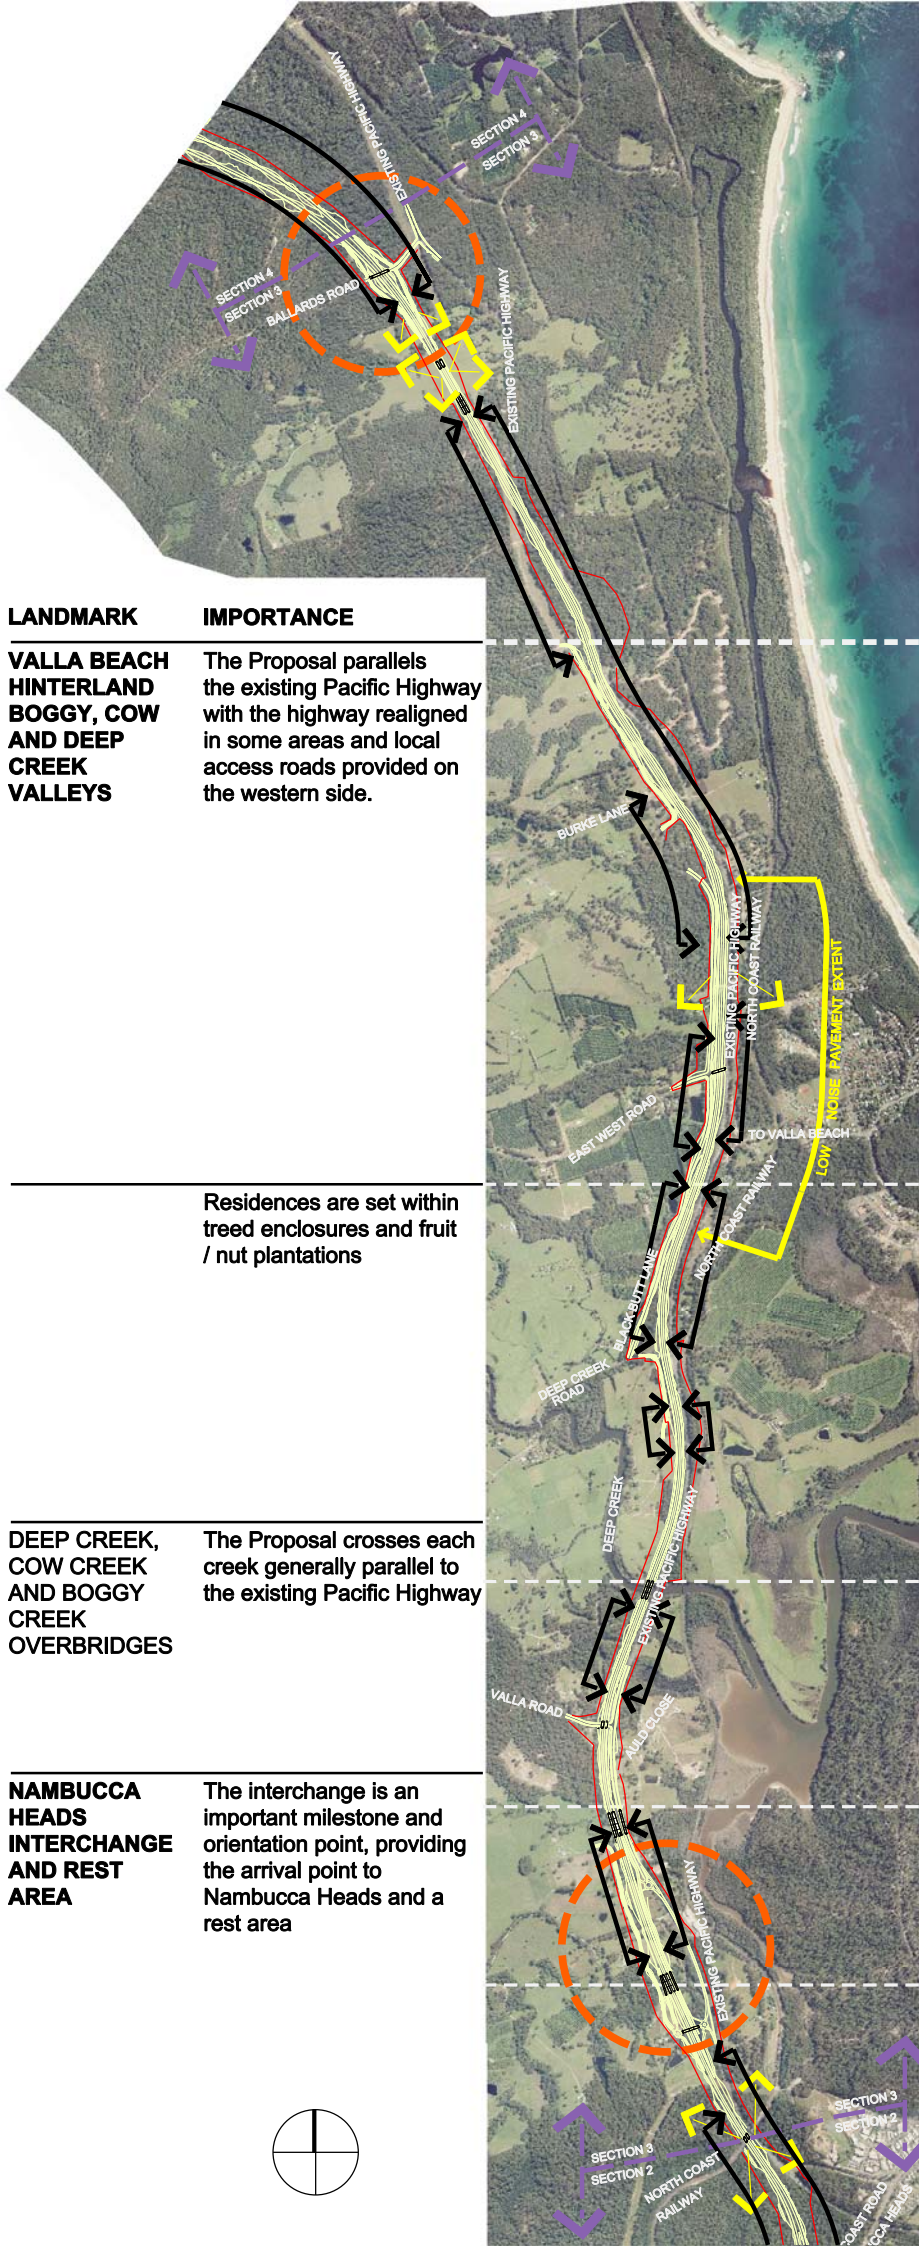 EXISTING PACIFIC HIGHWAY
SECTION 4
SECTION 3
SECTION 4
SECTION 3
BALLARDS ROAD
EXISTING PACIFIC HIGHWAY
LANDMARK IMPORTANCE
VALLA BEACH
HINTERLAND
BOGGY, COW
AND DEEP
CREEK
VALLEYS
The Proposal parallels
the existing Pacific Highway
with the highway realigned
in some areas and local
access roads provided on
the western side.
BURKE LANE
EXISTING PACIFIC HIGHWAY
NORTH COAST RAILWAY
LOW NOISE PAVEMENT EXTENT
EAST WEST ROAD
TO VALLA BEACH
Residences are set within
treed enclosures and fruit
/ nut plantations
NORTH COAST RAILWAY
BLACK BUTT LANE
DEEP CREEK
ROAD
DEEP CREEK
EXISTING PACIFIC HIGHWAY
DEEP CREEK,
COW CREEK
AND BOGGY
CREEK
OVERBRIDGES
The Proposal crosses each
creek generally parallel to
the existing Pacific Highway
VALLA ROAD
AULD CLOSE
NAMBUCCA
HEADS
INTERCHANGE
AND REST
AREA
The interchange is an
important milestone and
orientation point, providing
the arrival point to
Nambucca Heads and a
rest area
EXISTING PACIFIC HIGHWAY
SECTION 3
SECTION 2
SECTION 3
SECTION 2
NORTH COAST
RAILWAY
COAST ROAD
CCA HEADS